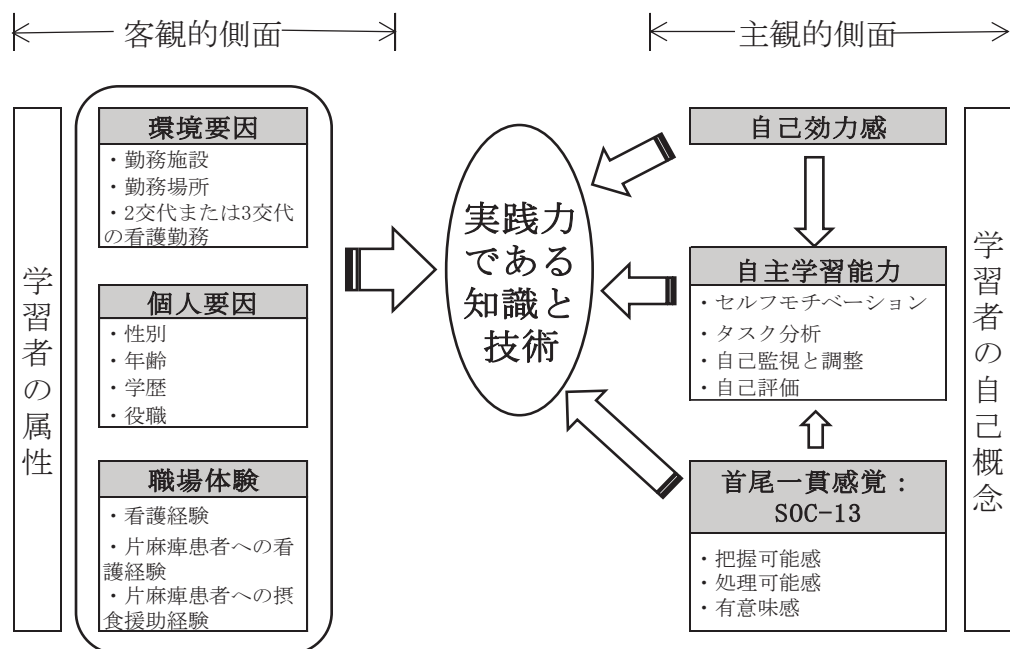 客観的側面
主観的側面
学習者の属性
環境要因
・勤務施設
・勤務場所
・2交代または3交代
の看護勤務
個人要因
・性別
・年齢
・学歴
・役職
職場体験
・看護経験
・片麻痺患者への看
護経験
・片麻痺患者への摂
食援助経験
実践力
である
知識と
技術
自己効力感
自主学習能力
・セルフモチベーション
・タスク分析
・自己監視と調整
・自己評価
首尾一貫感覚：
SOC-13
・把握可能感
・処理可能感
・有意味感
学習者の自己概念